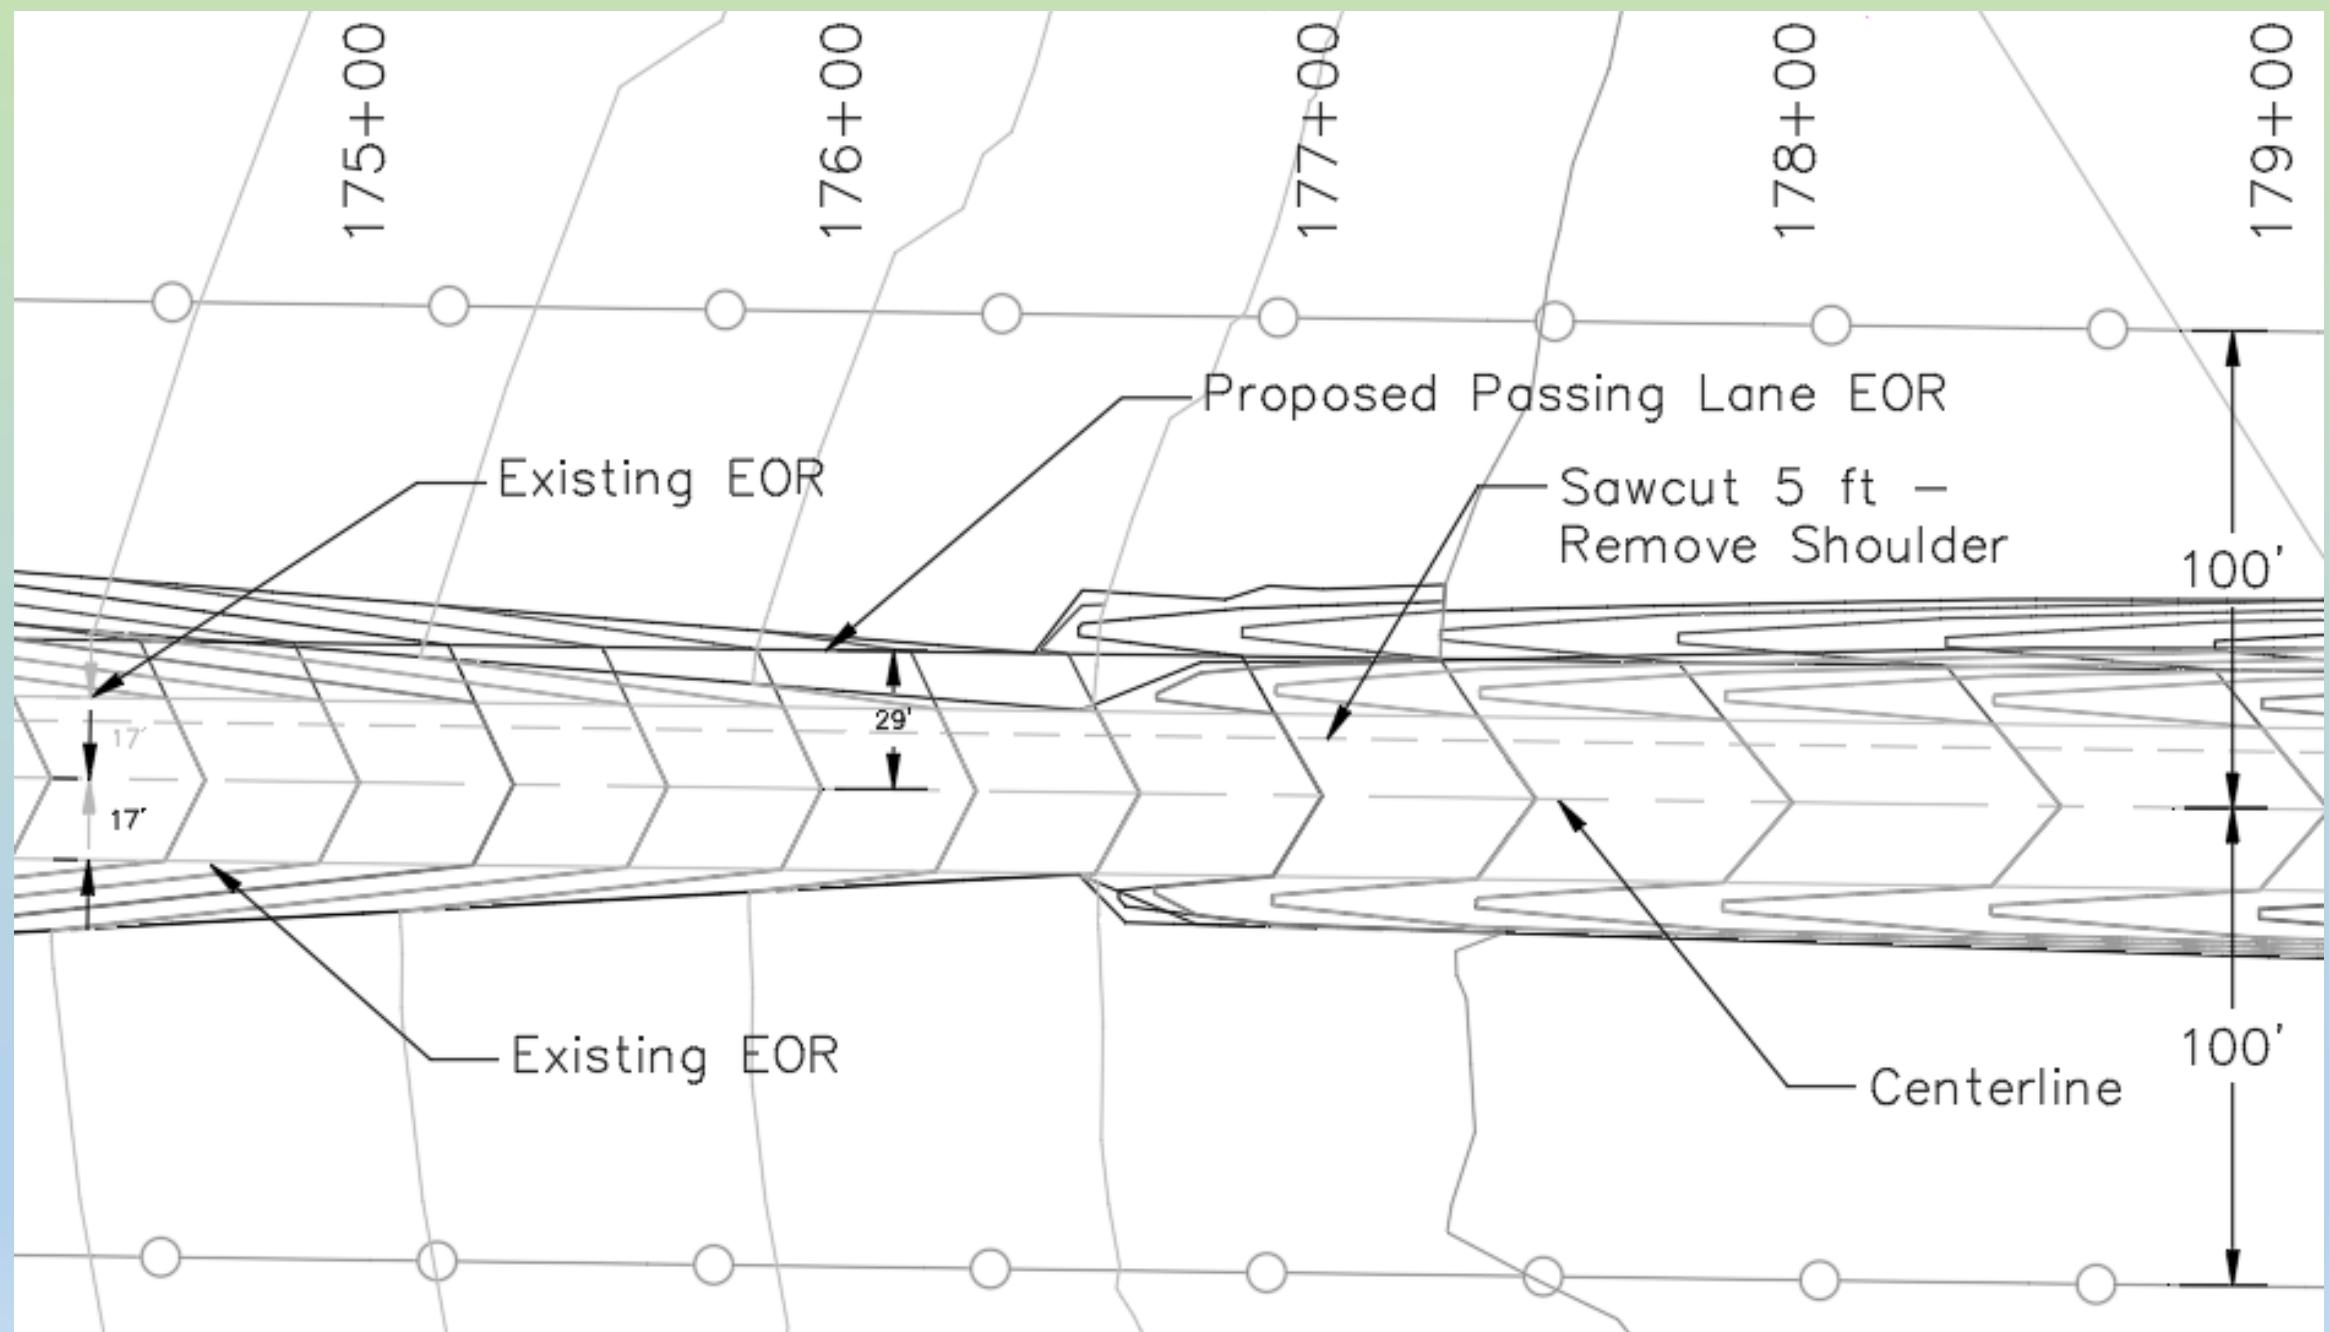 175+00
176+00
177+00
178+00
179+00
Proposed Passing Lane EOR
Existing EOR
Sawcut 5 ft –
Remove Shoulder
100'
29'
17'
17'
Existing EOR
100'
Centerline